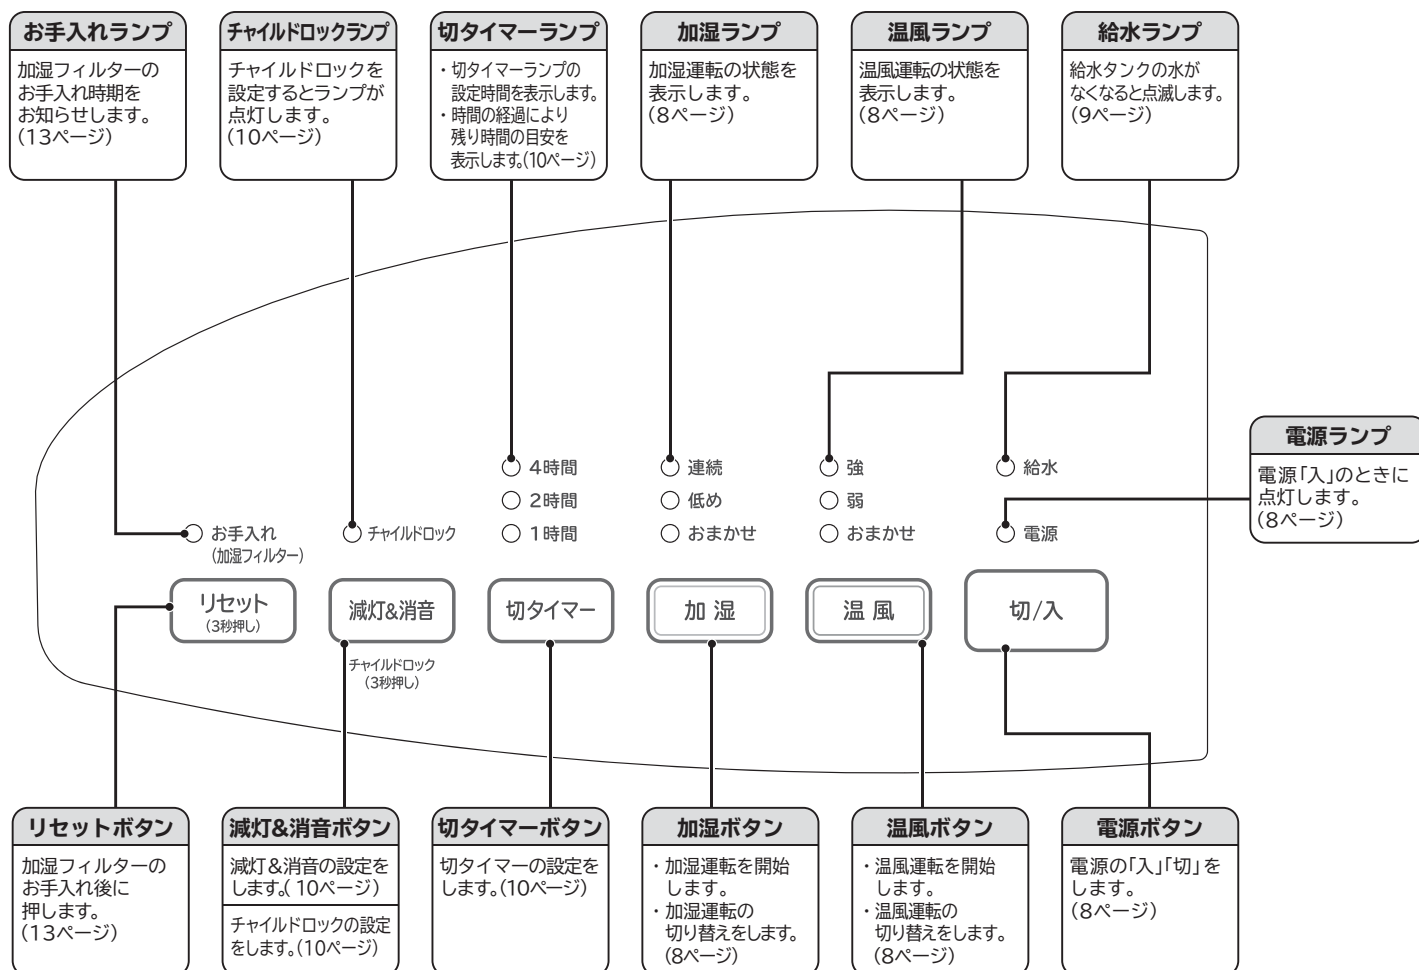 お手入れランプ
加湿フィルターの
お手入れ時期を
お知らせします。
(13ページ)
チャイルドロックランプ
チャイルドロックを
設定するとランプが
点灯します。
(10ページ)
切タイマーランプ
・切タイマーランプの
設定時間を表示します。
・時間の経過により
残り時間の目安を
表示します。(10ページ)
加湿ランプ
加湿運転の状態を
表示します。
(8ページ)
温風ランプ
温風運転の状態を
表示します。
(8ページ)
給水ランプ
給水タンクの水が
なくなると点滅します。
(9ページ)
電源ランプ
電源「入」のときに
点灯します。
(8ページ)
4時間
連続
強
給水
2時間
低め
弱
お手入れ
(加湿フィルター)
チャイルドロック
1時間
おまかせ
おまかせ
電源
リセット
(3秒押し)
減灯&消音
切タイマー
加湿
温風
切/入
チャイルドロック
(3秒押し)
リセットボタン
加湿フィルターの
お手入れ後に
押します。
(13ページ)
減灯&消音ボタン
減灯&消音の設定を
します。(10ページ)
チャイルドロックの設定
をします。(10ページ)
切タイマーボタン
切タイマーの設定を
します。(10ページ)
加湿ボタン
・加湿運転を開始
します。
・加湿運転の
切り替えをします。
(8ページ)
温風ボタン
・温風運転を開始
します。
・温風運転の
切り替えをします。
(8ページ)
電源ボタン
電源の「入」「切」を
します。
(8ページ)